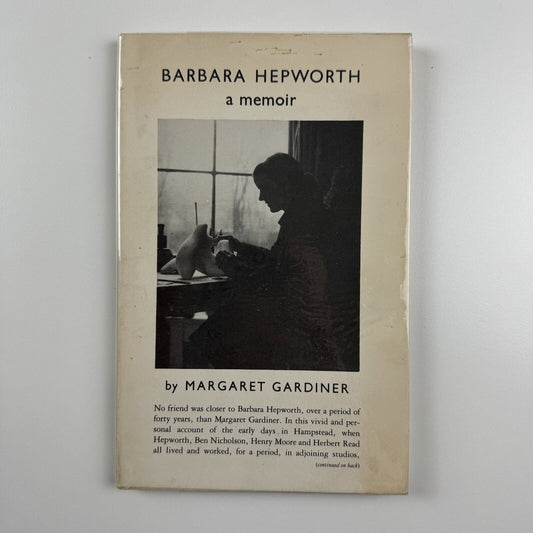 BARBARA HEPWORTH
a memoir
by MARGARET GARDINER
No friend was closer to Barbara Hepworth, over a period of
forty years, than Margaret Gardiner. In this vivid and per-
sonal account of the early days in Hampstead, when
Hepworth, Ben Nicholson, Henry Moore and Herbert Read
all lived and worked, for a period, in adjoining studios,
(continued on back)